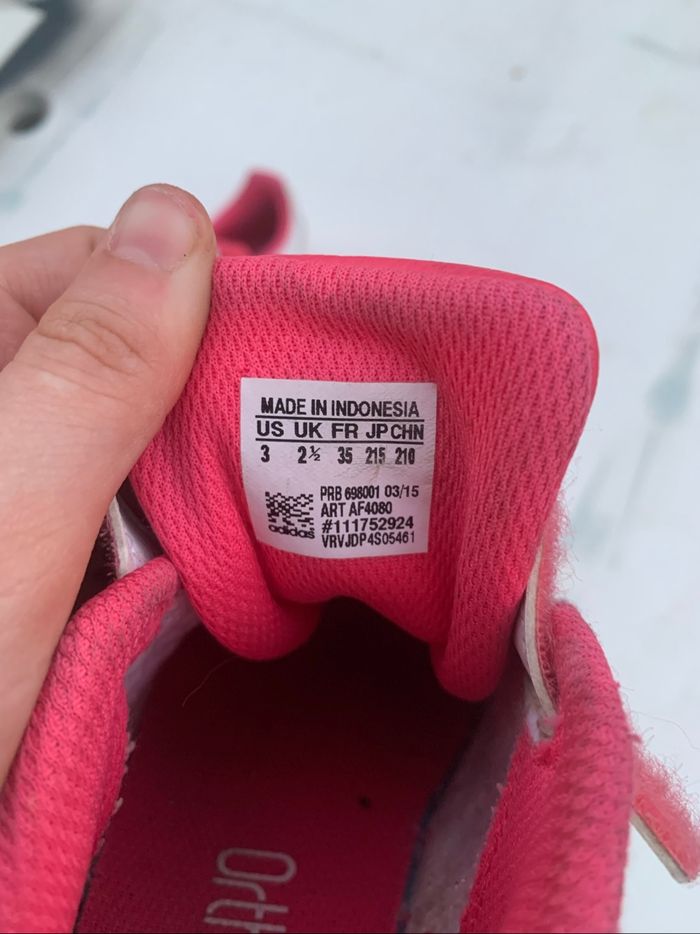 MADE IN INDONESIA
US UK FR JP CHN
3 2½ 35 215 210
PRB 698001 03/15
ART AF4080
#111752924
VRVJDP4S05461
adidas
Orth